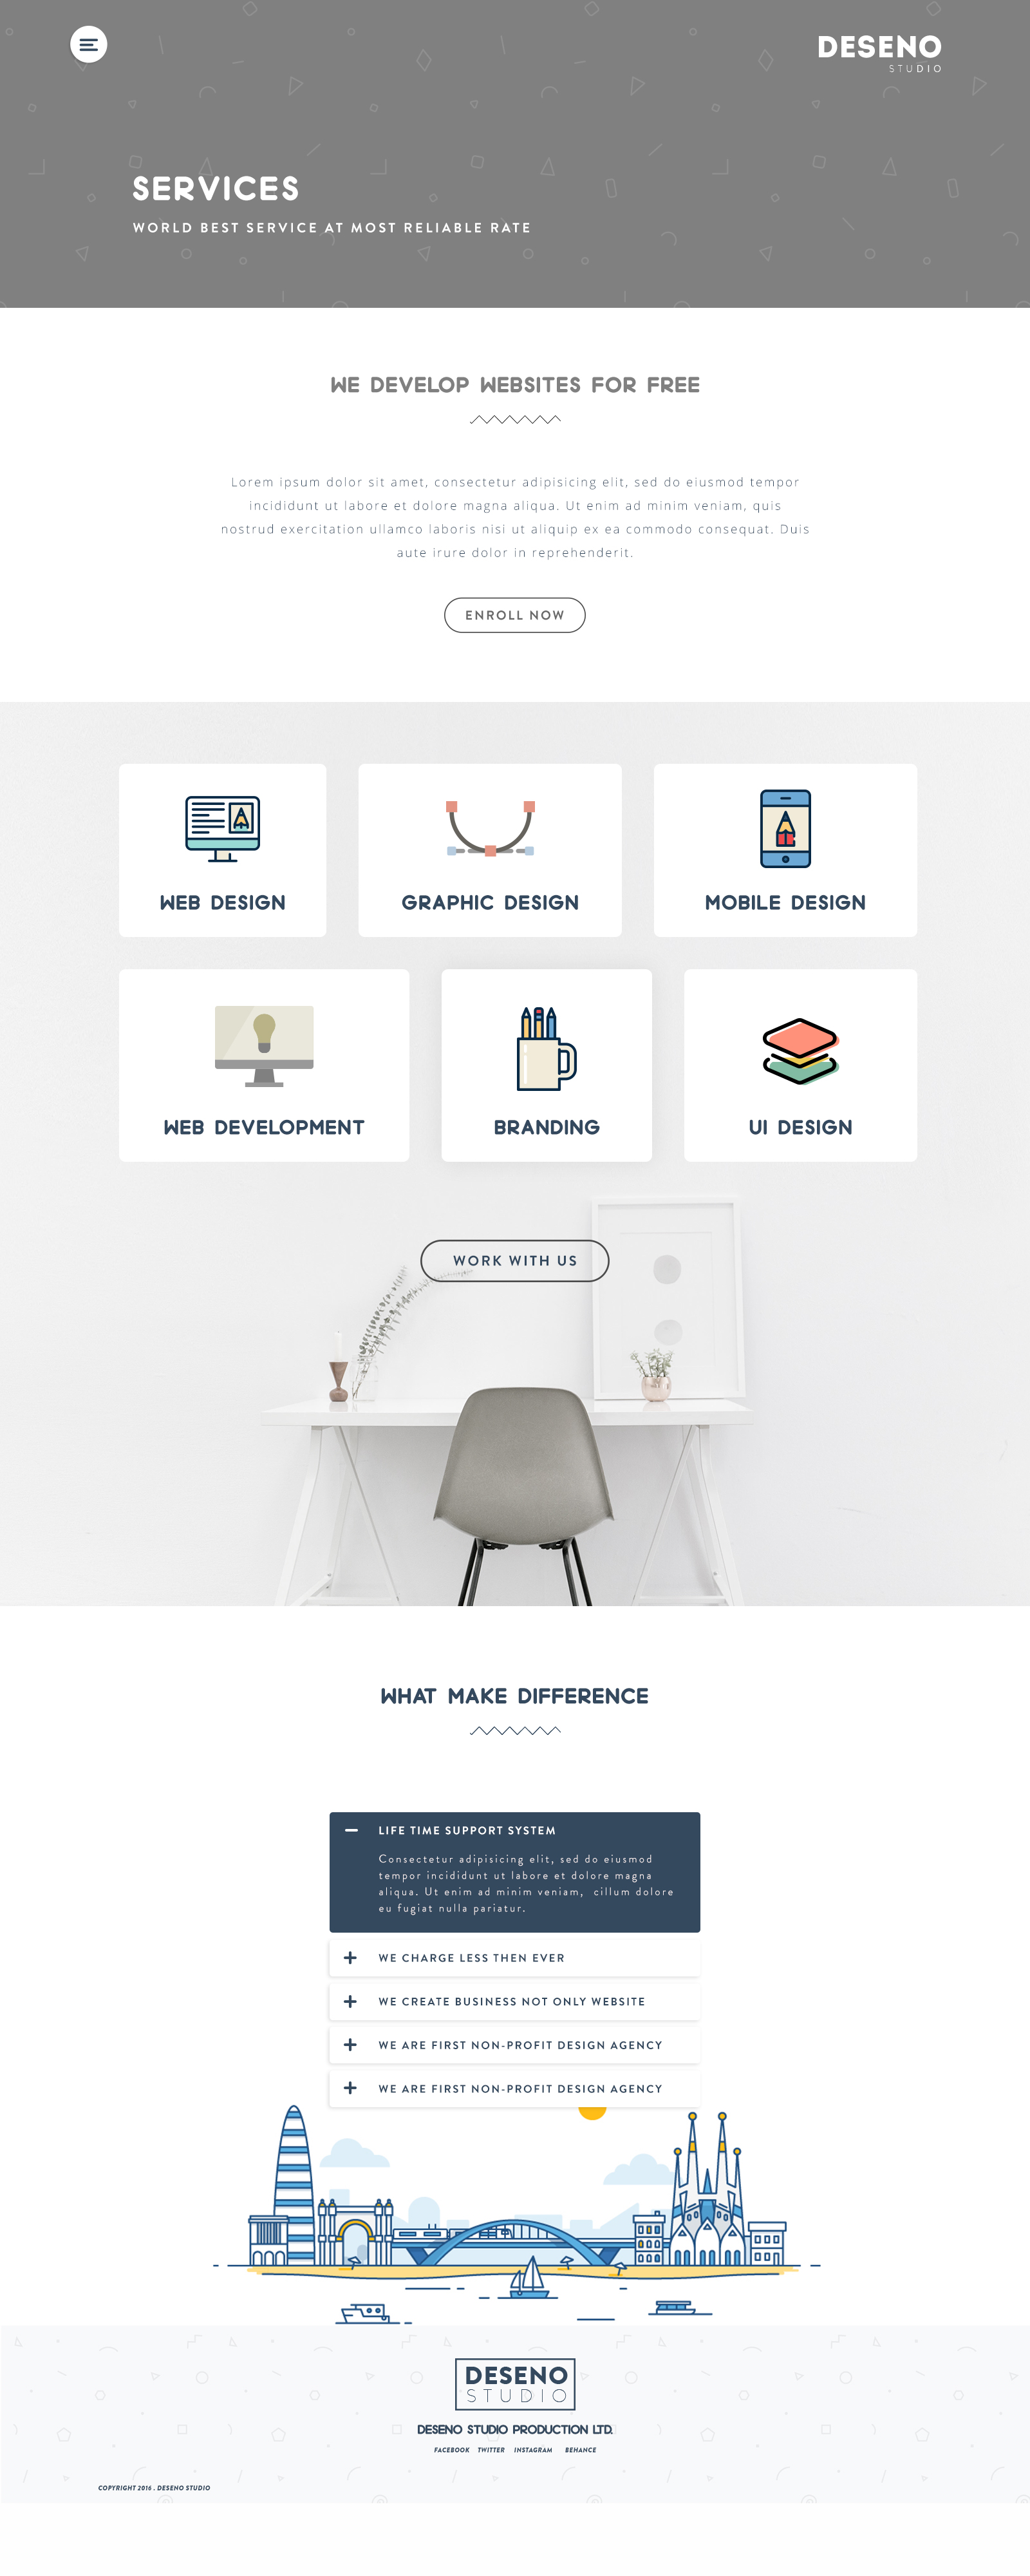 DESENO
STUDIO
SERVICES
WORLD BEST SERVICE AT MOST RELIABLE RATE
WE DEVELOP WEBSITES FOR FREE
Lorem ipsum dolor sit amet, consectetur adipisicing elit, sed do eiusmod tempor
incididunt ut labore et dolore magna aliqua. Ut enim ad minim veniam, quis
nostrud exercitation ullamco laboris nisi ut aliquip ex ea commodo consequat. Duis
aute irure dolor in reprehenderit.
ENROLL NOW
WEB DESIGN
GRAPHIC DESIGN
MOBILE DESIGN
WEB DEVELOPMENT
BRANDING
UI DESIGN
WORK WITH US
WHAT MAKE DIFFERENCE
LIFE TIME SUPPORT SYSTEM
Consectetur adipisicing elit, sed do eiusmod
tempor incididunt ut labore et dolore magna
aliqua. Ut enim ad minim veniam, cillum dolore
eu fugiat nulla pariatur.
WE CHARGE LESS THEN EVER
WE CREATE BUSINESS NOT ONLY WEBSITE
WE ARE FIRST NON-PROFIT DESIGN AGENCY
WE ARE FIRST NON-PROFIT DESIGN AGENCY
DESENO
STUDIO
DESENO STUDIO PRODUCTION LTD.
FACEBOOK TWITTER INSTAGRAM BEHANCE
COPYRIGHT 2016 . DESENO STUDIO